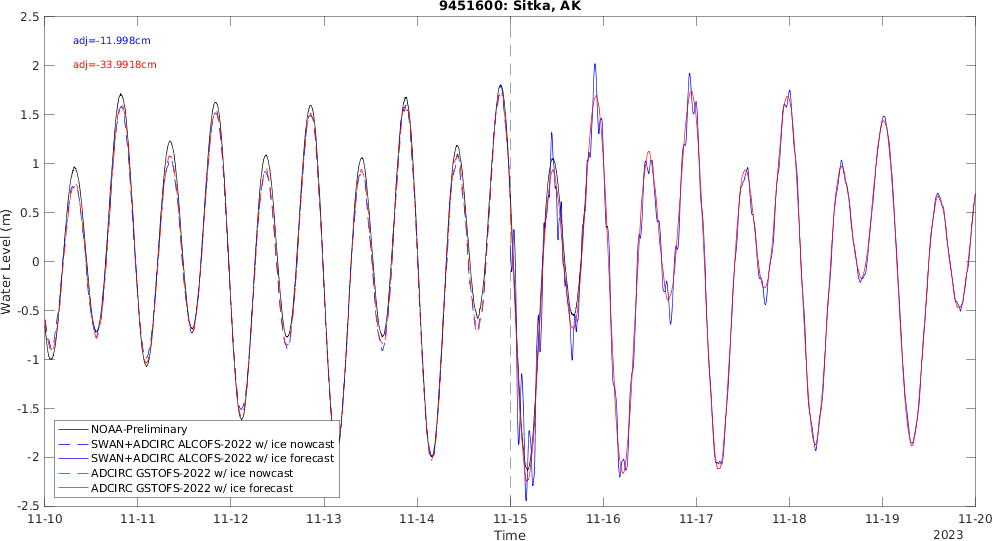 9451600: Sitka, AK
adj=-11.998cm
adj=-33.9918cm
Water Level (m)
2.5
2
1.5
1
0.5
0
-0.5
-1
-1.5
-2
-2.5
NOAA-Preliminary
SWAN+ADCIRC ALCOFS-2022 w/ ice nowcast
SWAN+ADCIRC ALCOFS-2022 w/ ice forecast
ADCIRC GSTOFS-2022 w/ ice nowcast
ADCIRC GSTOFS-2022 w/ ice forecast
11-10 11-11 11-12 11-13 11-14 11-15 11-16 11-17 11-18 11-19 11-20
Time
2023